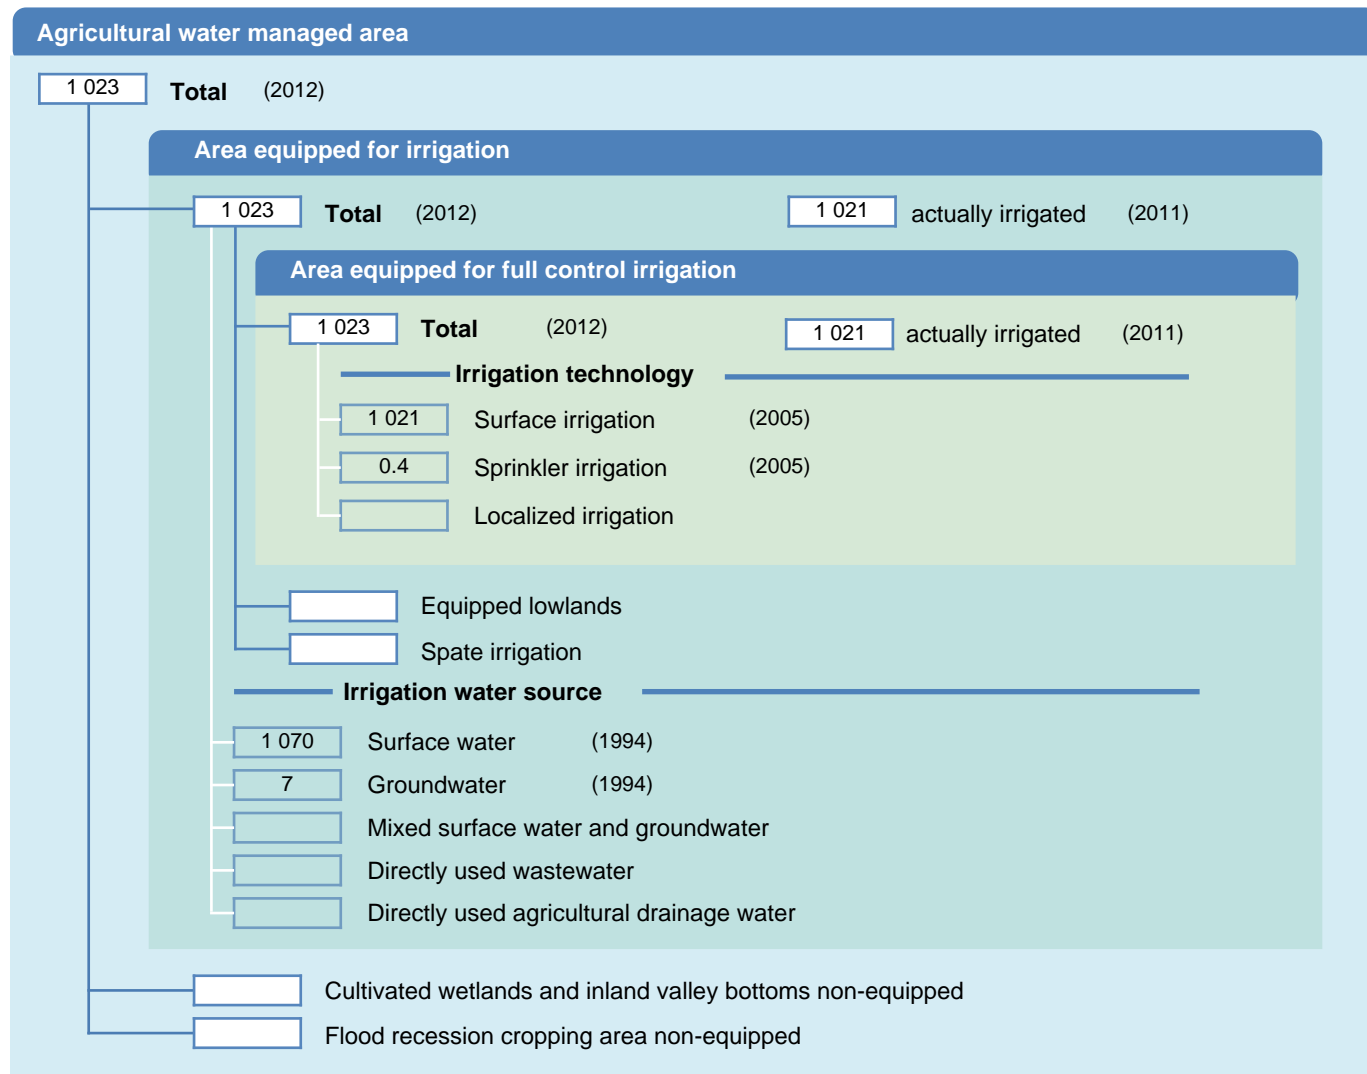 Agricultural water managed area
1 023 Total (2012)
Area equipped for irrigation
1 023 Total (2012) 1 021 actually irrigated (2011)
Area equipped for full control irrigation
1 023 Total (2012) 1 021 actually irrigated (2011)
Irrigation technology
1 021 Surface irrigation (2005)
0.4 Sprinkler irrigation (2005)
Localized irrigation
Equipped lowlands
Spate irrigation
Irrigation water source
1 070 Surface water (1994)
7 Groundwater (1994)
Mixed surface water and groundwater
Directly used wastewater
Directly used agricultural drainage water
Cultivated wetlands and inland valley bottoms non-equipped
Flood recession cropping area non-equipped